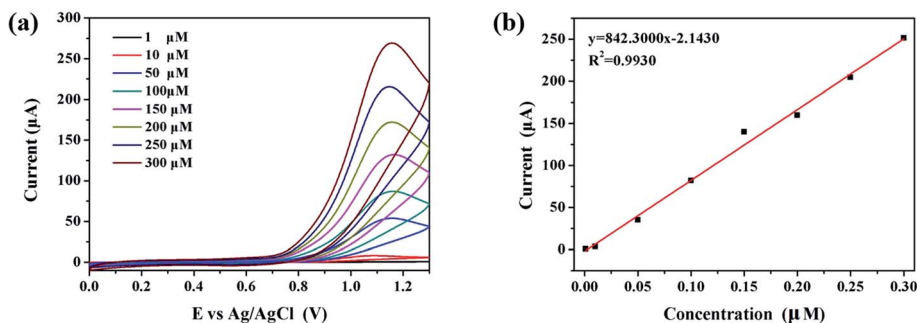 (a)
300
250
200
150
100
50
0
Current (µA)
1 µM
10 µM
50 µM
100µM
150 µM
200 µM
250 µM
300 µM
0.0 0.2 0.4 0.6 0.8 1.0 1.2
E vs Ag/AgCl (V)
(b)
y=842.3000x-2.1430
R²=0.9930
250
200
150
100
50
0
Current (µA)
0.00 0.05 0.10 0.15 0.20 0.25 0.30
Concentration (µM)